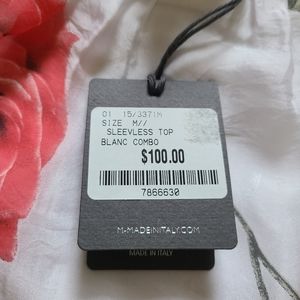 01 15/3371M
SIZE M//
SLEEVLESS TOP
BLANC COMBO
$100.00
7866630
M-MADEINITALY.COM
MADE IN ITALY